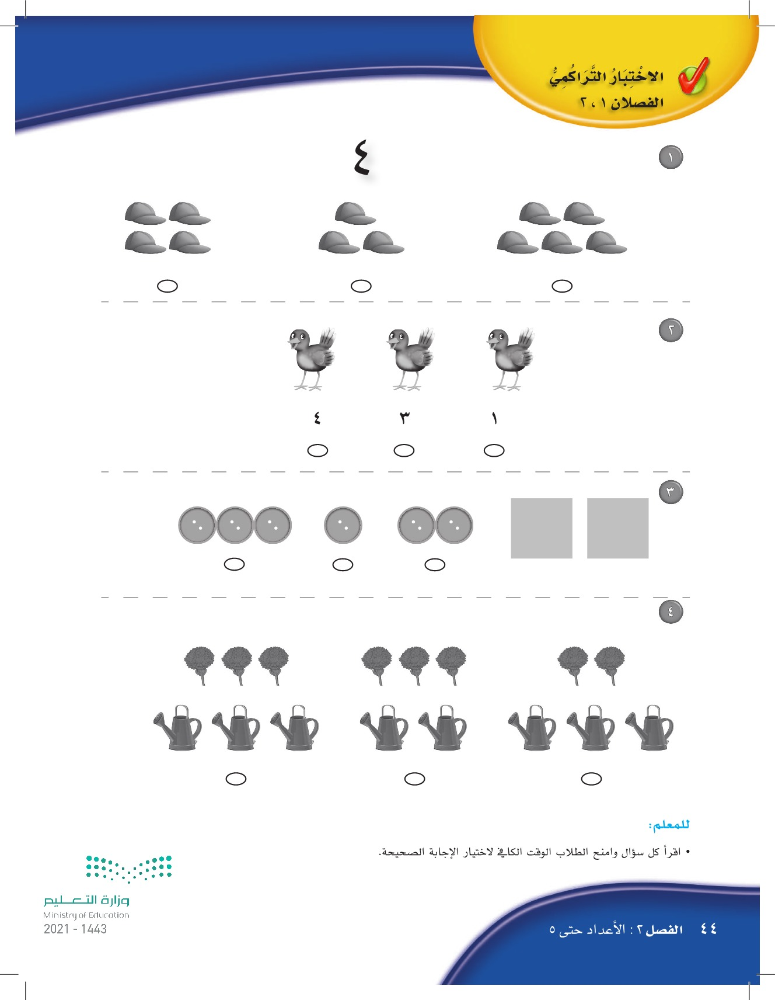 الاخْتِبَارُ التَّرَاكُمِيُّ
الفصلان ١ ، ٢
١
٤
٢
١ ٣ ٤
٣
٤
للمعلم:
• اقرأ كل سؤال وامنح الطلاب الوقت الكافي لاختيار الإجابة الصحيحة.
وزارة التعليم
Ministry of Education
2021 - 1443
٤٤ الفصل ٢ : الأعداد حتى ٥